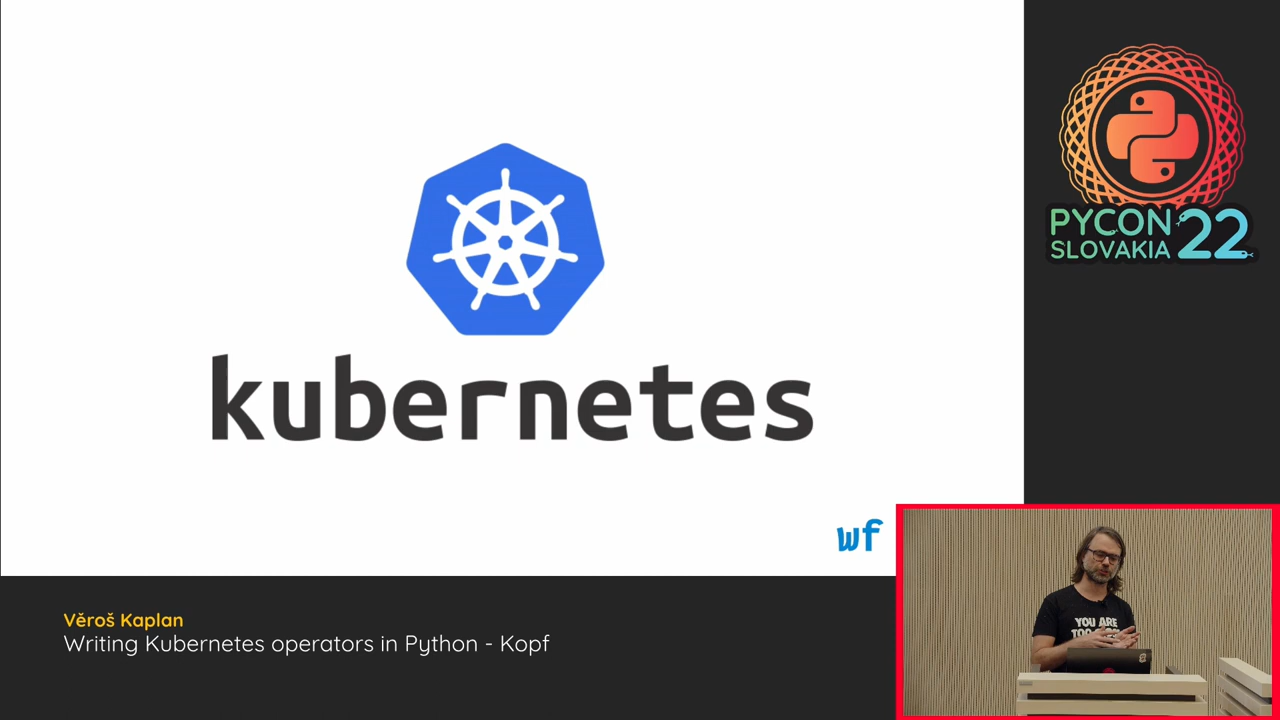 kubernetes
wf
PYCON 22
SLOVAKIA
Věroš Kaplan
Writing Kubernetes operators in Python - Kopf
YOU ARE